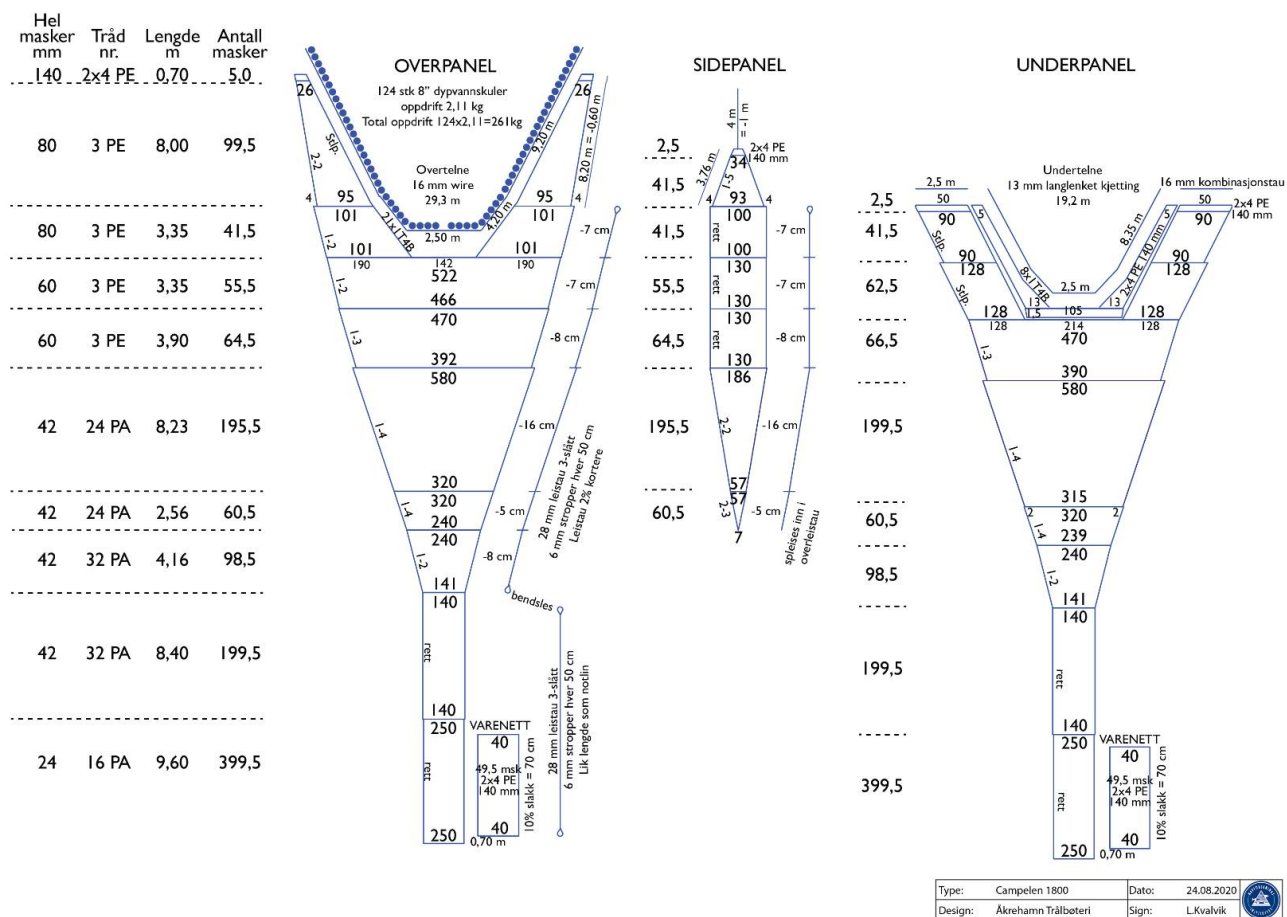 Hel masker mm
Tråd nr.
Lengde m
Antall masker
140 2x4 PE 0,70 5,0
80 3 PE 8,00 99,5
80 3 PE 3,35 41,5
60 3 PE 3,35 55,5
60 3 PE 3,90 64,5
42 24 PA 8,23 195,5
42 24 PA 2,56 60,5
42 32 PA 4,16 98,5
42 32 PA 8,40 199,5
24 16 PA 9,60 399,5
OVERPANEL
124 stk 8" dypvannskuler
oppdrift 2,11 kg
Total oppdrift 124x2,11=261kg
26
26
Stlp.
9,20 m
8,20 m = -0,60 m
2-2
Overtelne
16 mm wire
29,3 m
4
95
95
4
101
101
21x1T4B
4,20 m
2,50 m
-7 cm
1-2
101
101
190
142
190
522
1-2
-7 cm
466
470
1-3
-8 cm
392
580
1-4
-16 cm
320
320
1-4
-5 cm
240
240
1-2
-8 cm
141
140
28 mm leistau 3-slått
6 mm stropper hver 50 cm
Leistau 2% kortere
bendsles
rett
140
250
rett
250
VARENETT
40
49,5 msk
2x4 PE
140 mm
40
0,70 m
10% slakk = 70 cm
28 mm leistau 3-slått
6 mm stropper hver 50 cm
Lik lengde som notlin
SIDEPANEL
4 m
= -1 m
2,5
2x4 PE
140 mm
34
3,76 m
1-5
41,5
4
93
4
100
41,5
rett
-7 cm
100
130
55,5
rett
-7 cm
130
130
64,5
rett
-8 cm
130
186
195,5
2-2
-16 cm
57
57
60,5
2-3
-5 cm
7
spleises inn i
overleistau
UNDERPANEL
Undertelne
13 mm langlenket kjetting
19,2 m
16 mm kombinasjonstau
2,5 m
2,5
50
50
2x4 PE
140 mm
41,5
90
5
5
90
8,35 m
Stlp.
8x1T4B
2x4 PE 140 mm
90
90
62,5
128
128
2,5 m
Stlp.
13
13
1,5
105
128
128
128
214
128
66,5
470
1-3
390
580
199,5
1-4
315
2
320
2
60,5
1-4
239
240
98,5
1-2
141
140
199,5
rett
140
250
399,5
rett
250
VARENETT
40
49,5 msk
2x4 PE
140 mm
40
0,70 m
10% slakk = 70 cm
Type: Campelen 1800 Dato: 24.08.2020
Design: Åkrehamn Trålbøteri Sign: L.Kvalvik